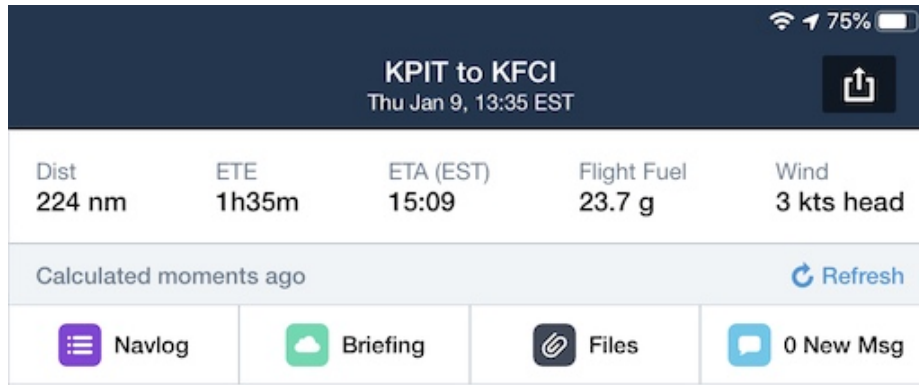 75%
KPIT to KFCI
Thu Jan 9, 13:35 EST
Dist ETE ETA (EST) Flight Fuel Wind
224 nm 1h35m 15:09 23.7 g 3 kts head
Calculated moments ago Refresh
Navlog Briefing Files 0 New Msg